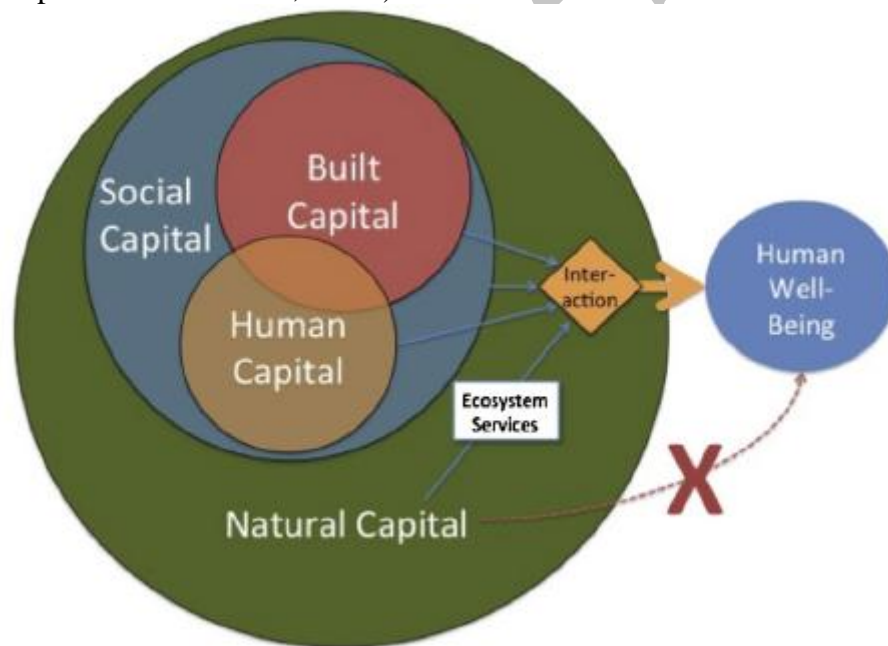 Social
Capital
Built
Capital
Human
Capital
Inter-
action
Human
Well-
Being
Ecosystem
Services
Natural Capital
X